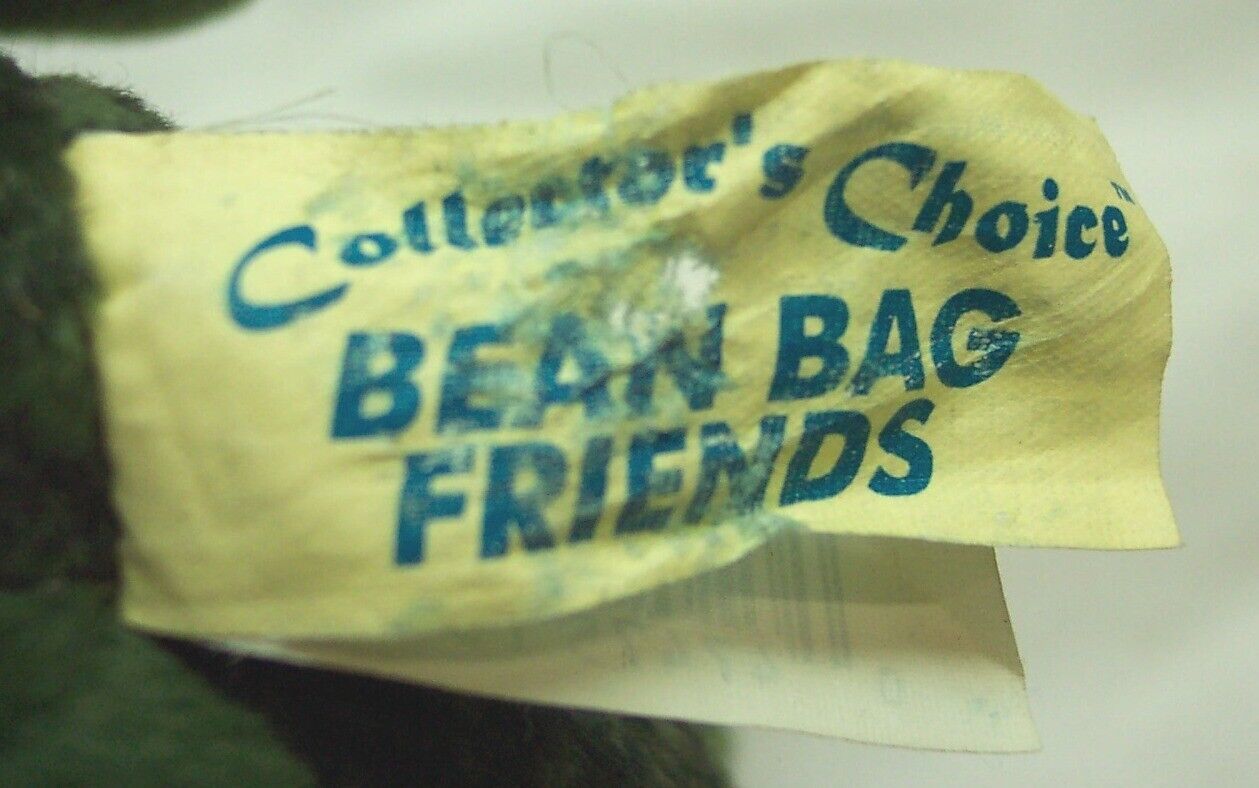 Collector's Choice™
BEAN BAG
FRIENDS